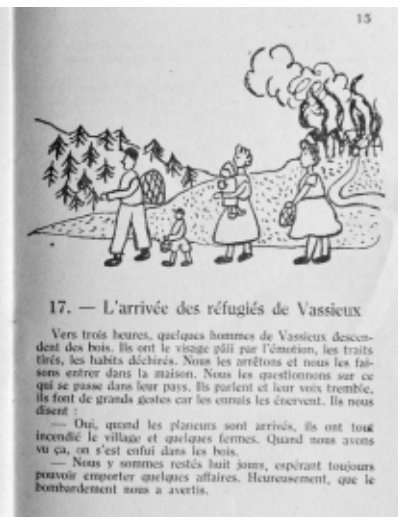 15
17. — L'arrivée des réfugiés de Vassieux
Vers trois heures, quelques hommes de Vassieux descen-
dent des bois. Ils ont le visage pâli par l'émotion, les traits
tirés, les habits déchirés. Nous les arrêtons et nous les fai-
sons entrer dans la maison. Nous les questionnons sur ce
qui se passe dans leur pays. Ils parlent et leur voix tremble,
ils font de grands gestes car les ennuis les énervent. Ils nous
disent :
— Oui, quand les planeurs sont arrivés, ils ont tout
incendié le village et quelques fermes. Quand nous avons
vu ça, on s'est enfui dans les bois.
— Nous y sommes restés huit jours, espérant toujours
pouvoir emporter quelques affaires. Heureusement, que le
bombardement nous a avertis.